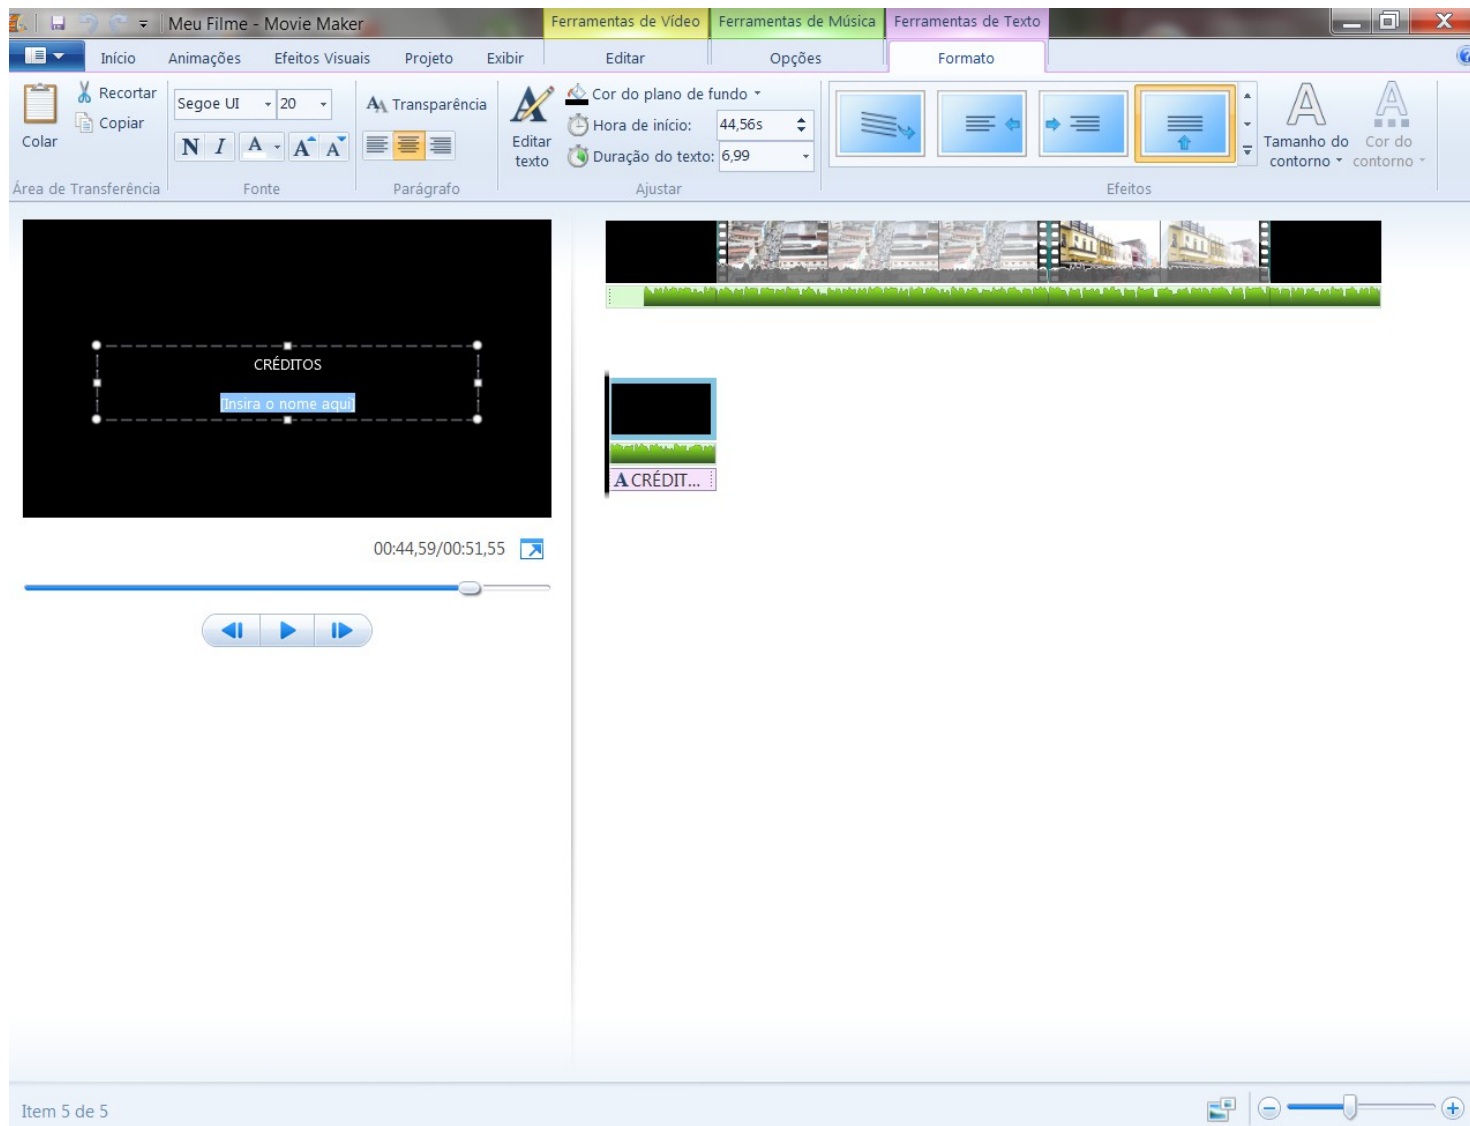 Meu Filme - Movie Maker
Ferramentas de Vídeo
Ferramentas de Música
Ferramentas de Texto
Início
Animações
Efeitos Visuais
Projeto
Exibir
Editar
Opções
Formato
Colar
Recortar
Copiar
Área de Transferência
Segoe UI
20
N I A A A
Fonte
Transparência
Parágrafo
Editar
texto
Cor do plano de fundo
Hora de início: 44,56s
Duração do texto: 6,99
Ajustar
Efeitos
Tamanho do
contorno
Cor do
contorno
CRÉDITOS
[Insira o nome aqui]
00:44,59/00:51,55
A CRÉDIT...
Item 5 de 5